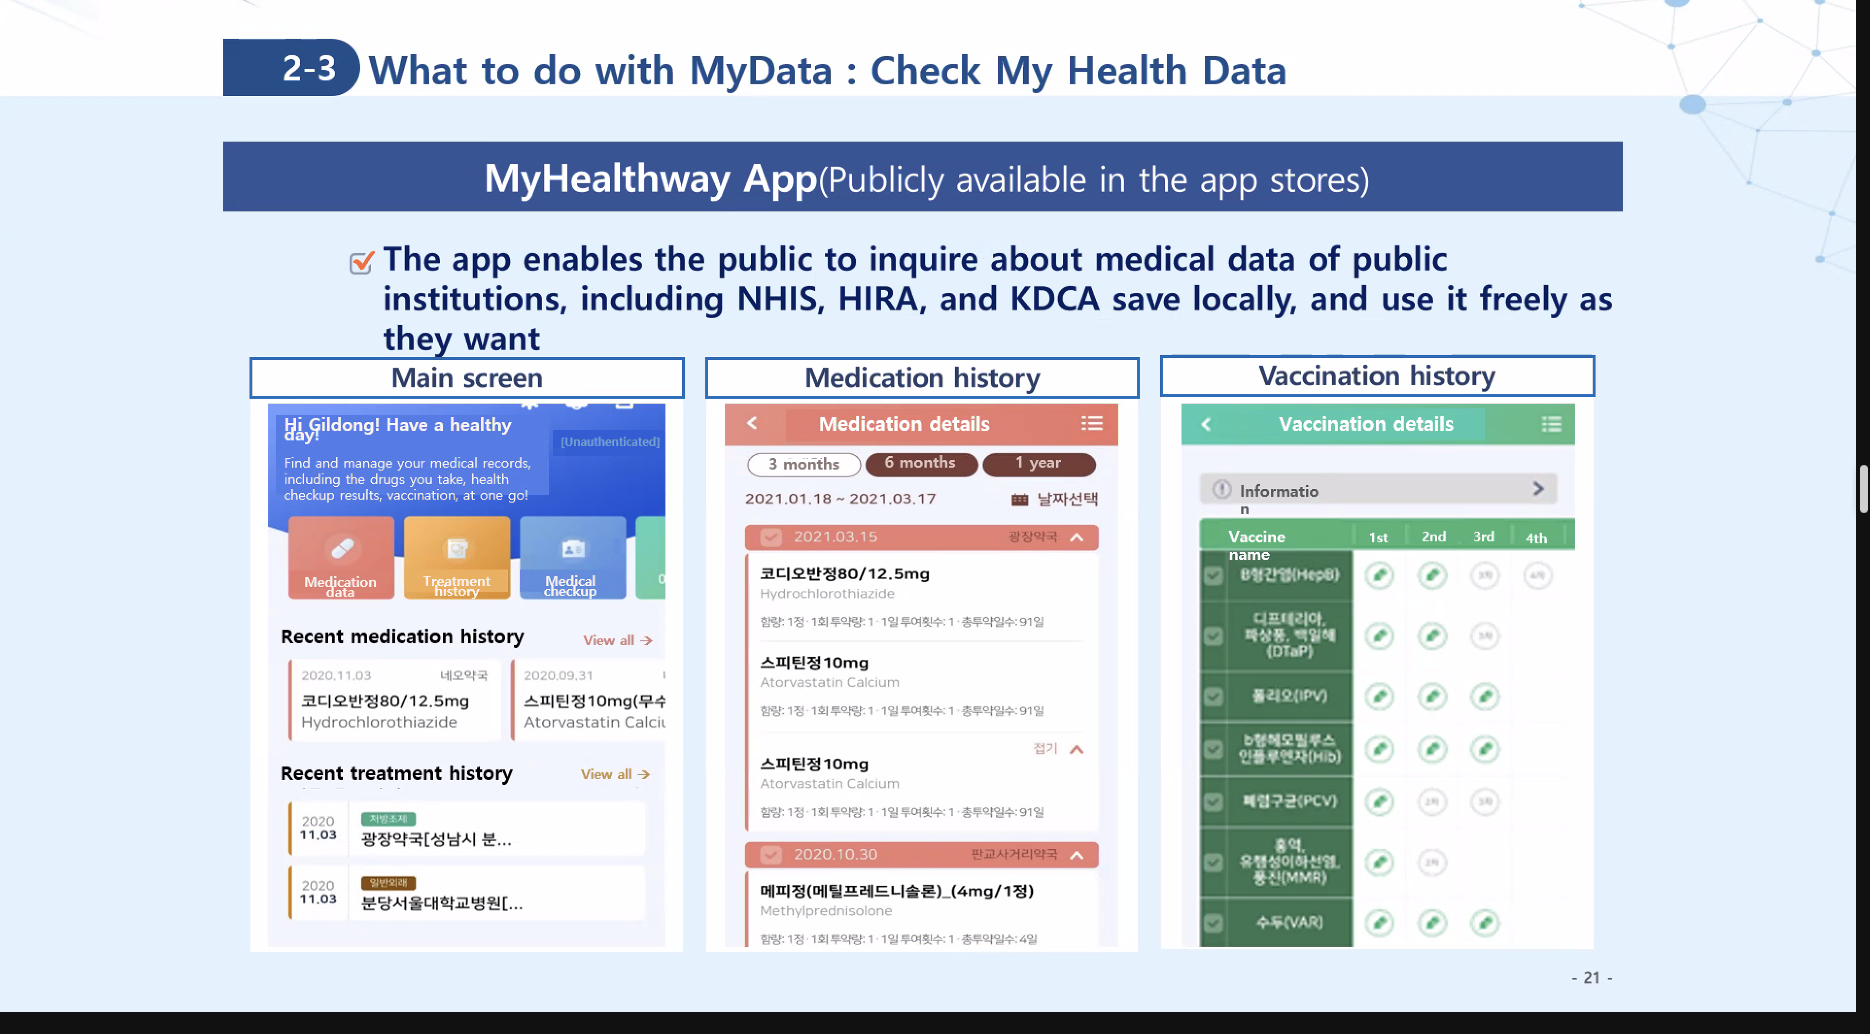 2-3 What to do with MyData : Check My Health Data
MyHealthway App(Publicly available in the app stores)
The app enables the public to inquire about medical data of public
institutions, including NHIS, HIRA, and KDCA save locally, and use it freely as
they want
Main screen
Hi Gildong! Have a healthy
day!
[Unauthenticated]
Find and manage your medical records,
including the drugs you take, health
checkup results, vaccination, at one go!
Medication
data
Treatment
history
Medical
checkup
Recent medication history
View all →
2020.11.03 네오약국
코디오반정80/12.5mg
Hydrochlorothiazide
2020.09.31
스피틴정10mg(무수
Atorvastatin Calciu
Recent treatment history
View all →
2020
11.03
처방조제
광장약국[성남시 분...
2020
11.03
일반외래
분당서울대학교병원[...
Medication history
Medication details
3 months 6 months 1 year
2021.01.18 ~ 2021.03.17 날짜선택
2021.03.15 광장약국
코디오반정80/12.5mg
Hydrochlorothiazide
함량: 1정 · 1회 투약량: 1 · 1일 투여횟수: 1 · 총투약일수: 91일
스피틴정10mg
Atorvastatin Calcium
함량: 1정 · 1회 투약량: 1 · 1일 투여횟수: 1 · 총투약일수: 91일
접기
스피틴정10mg
Atorvastatin Calcium
함량: 1정 · 1회 투약량: 1 · 1일 투여횟수: 1 · 총투약일수: 91일
2020.10.30 판교사거리약국
메피정(메틸프레드니솔론)_(4mg/1정)
Methylprednisolone
함량: 1정 · 1회 투약량: 1 · 1일 투여횟수: 1 · 총투약일수: 4일
Vaccination history
Vaccination details
Informatio
n
Vaccine
name
1st 2nd 3rd 4th
B형간염(HepB)
디프테리아,
파상풍, 백일해
(DTaP)
폴리오(IPV)
b형헤모필루스
인플루엔자(Hib)
폐렴구균(PCV)
홍역,
유행성이하선염,
풍진(MMR)
수두(VAR)
- 21 -